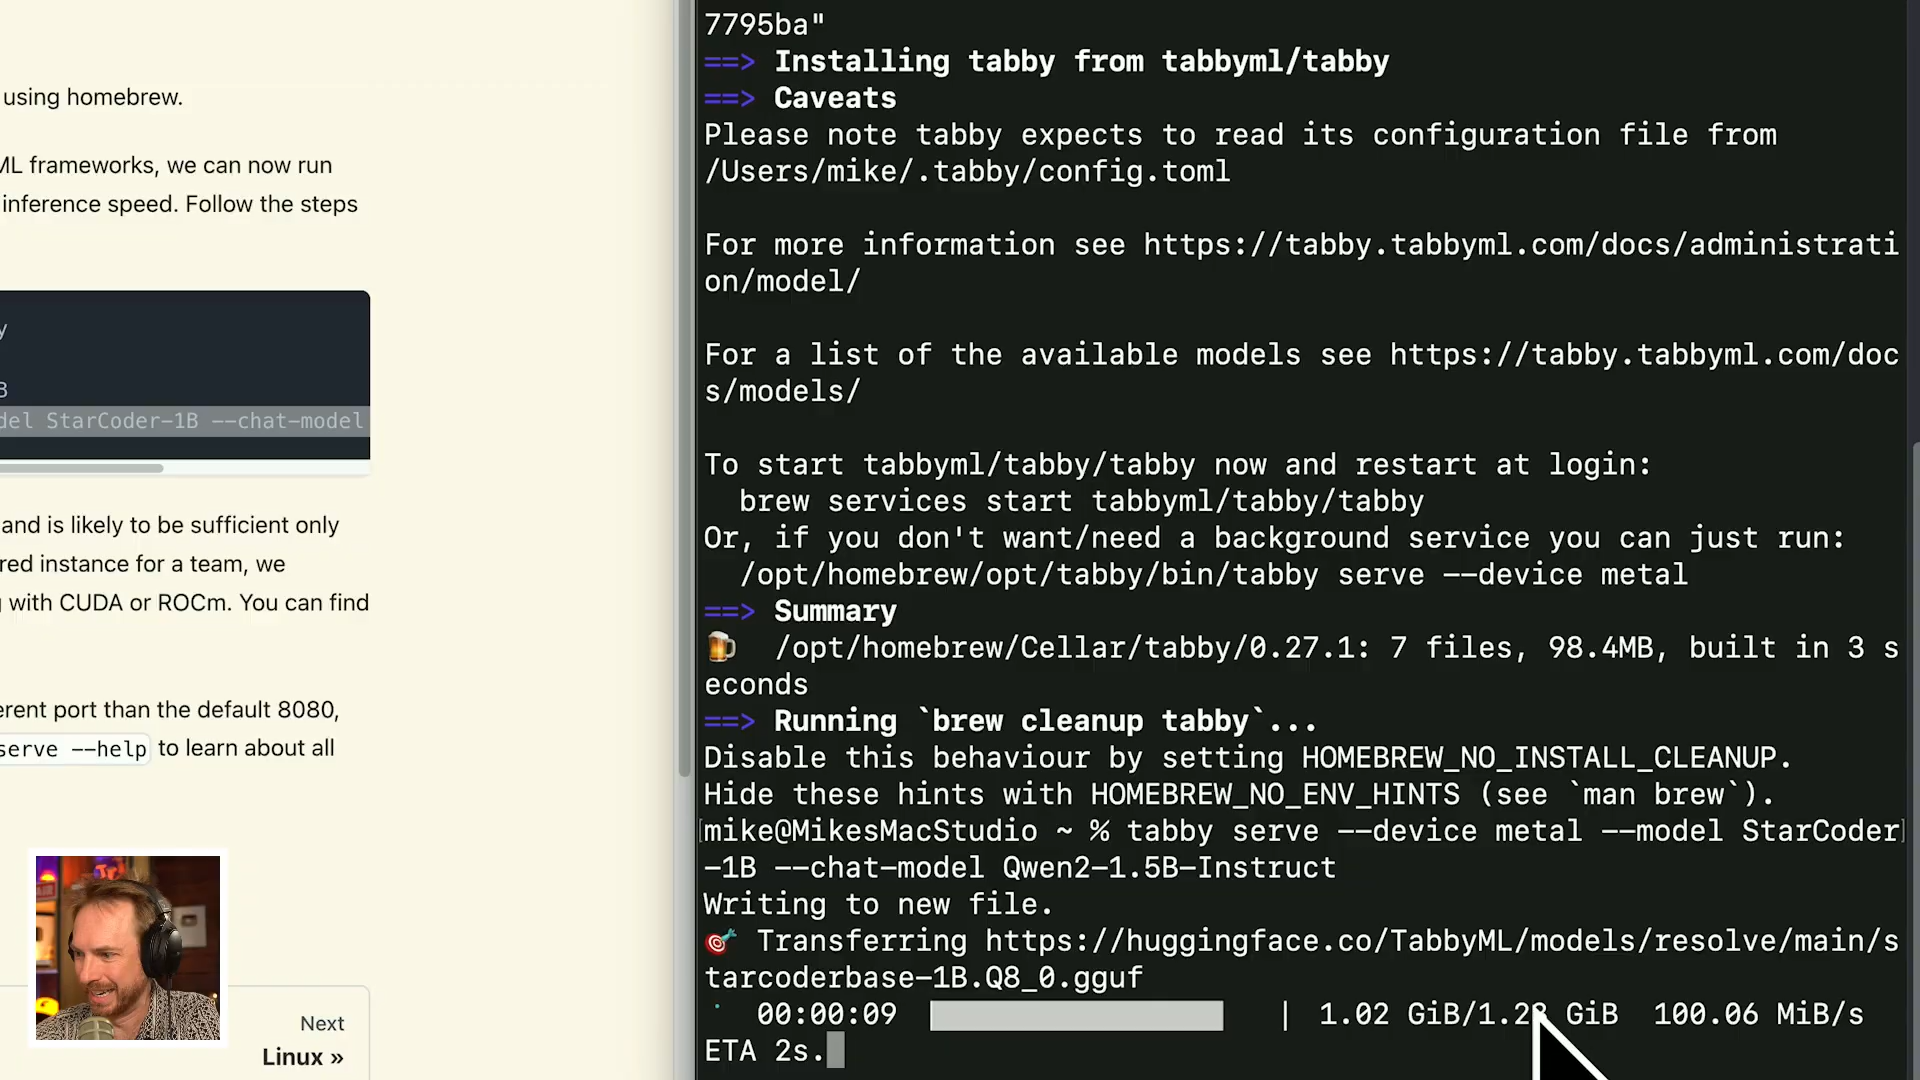 using homebrew.
ML frameworks, we can now run
inference speed. Follow the steps
y
B
del StarCoder-1B --chat-model
and is likely to be sufficient only
red instance for a team, we
g with CUDA or ROCm. You can find
erent port than the default 8080,
serve --help to learn about all
Next
Linux »
7795ba"
==> Installing tabby from tabbyml/tabby
==> Caveats
Please note tabby expects to read its configuration file from
/Users/mike/.tabby/config.toml
For more information see https://tabby.tabbyml.com/docs/administrati
on/model/
For a list of the available models see https://tabby.tabbyml.com/doc
s/models/
To start tabbyml/tabby/tabby now and restart at login:
brew services start tabbyml/tabby/tabby
Or, if you don't want/need a background service you can just run:
/opt/homebrew/opt/tabby/bin/tabby serve --device metal
==> Summary
🍺 /opt/homebrew/Cellar/tabby/0.27.1: 7 files, 98.4MB, built in 3 s
econds
==> Running `brew cleanup tabby`...
Disable this behaviour by setting HOMEBREW_NO_INSTALL_CLEANUP.
Hide these hints with HOMEBREW_NO_ENV_HINTS (see `man brew`).
[mike@MikesMacStudio ~ % tabby serve --device metal --model StarCoder]
-1B --chat-model Qwen2-1.5B-Instruct
Writing to new file.
🎯 Transferring https://huggingface.co/TabbyML/models/resolve/main/s
tarcoderbase-1B.Q8_0.gguf
00:00:09 | 1.02 GiB/ GiB 100.06 MiB/s
ETA 2s.